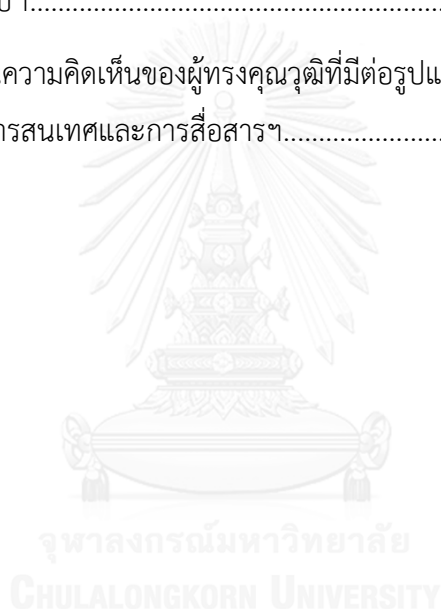 นความคิดเห็นของผู้ทรงคุณวุฒิที่มีต่อรูปแ
ารสนเทศและการสื่อสารฯ......................
จุฬาลงกรณ์มหาวิทยาลัย
CHULALONGKORN UNIVERSITY